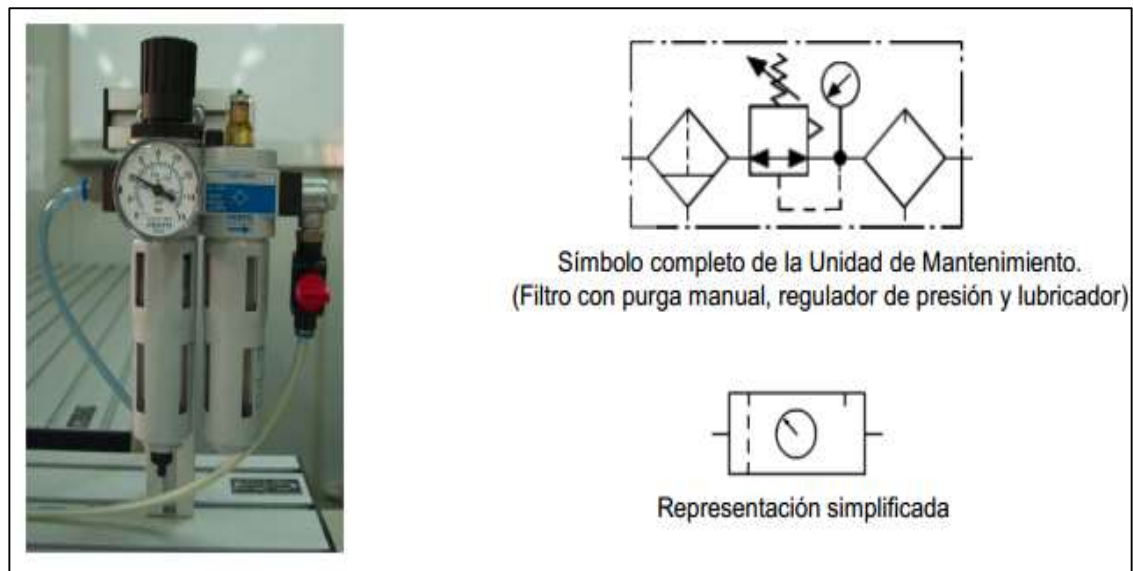 Símbolo completo de la Unidad de Mantenimiento.
(Filtro con purga manual, regulador de presión y lubricador)
Representación simplificada